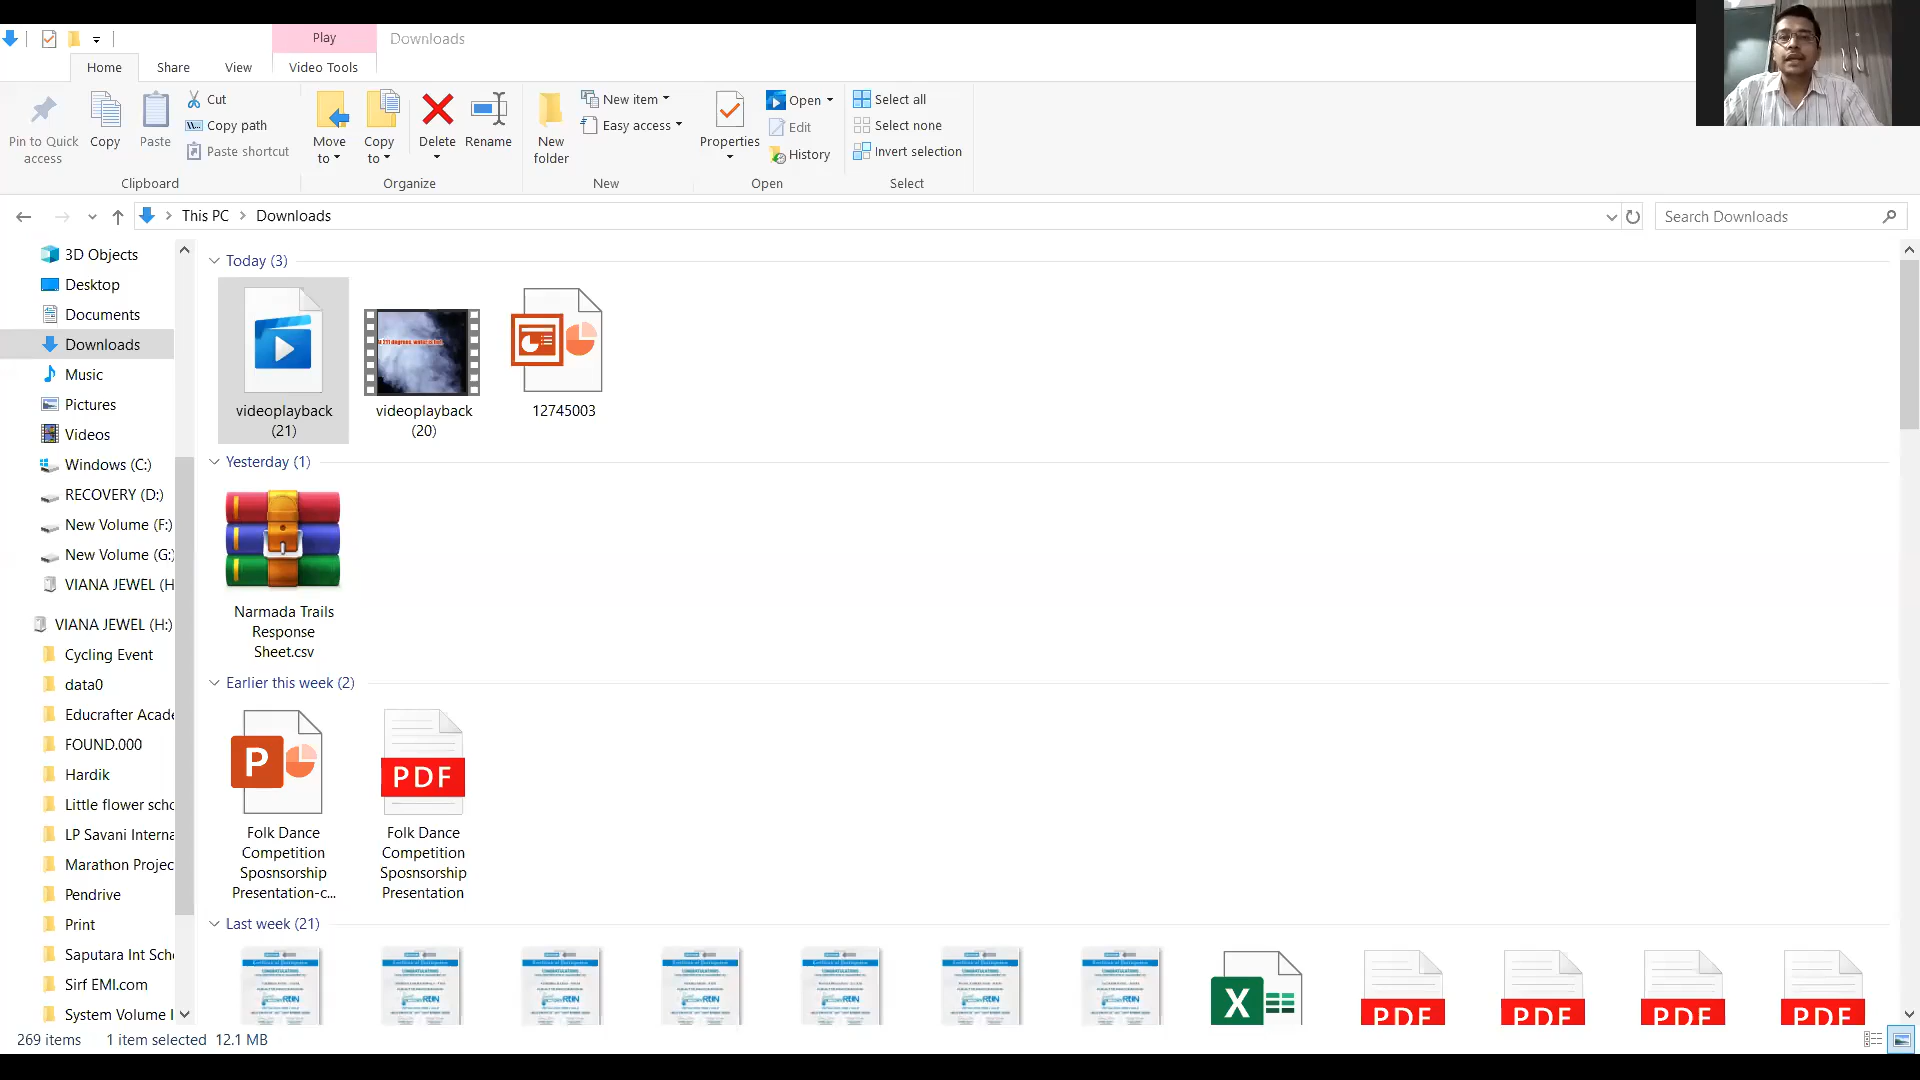 Play
Downloads
Home
Share
View
Video Tools
Pin to Quick
access
Copy
Paste
Cut
Copy path
Paste shortcut
Clipboard
Move
to
Copy
to
Delete
Rename
Organize
New
folder
New item
Easy access
New
Properties
Open
Edit
History
Open
Select all
Select none
Invert selection
Select
This PC
Downloads
Search Downloads
3D Objects
Desktop
Documents
Downloads
Music
Pictures
Videos
Windows (C:)
RECOVERY (D:)
New Volume (F:)
New Volume (G:)
VIANA JEWEL (H
VIANA JEWEL (H:)
Cycling Event
data0
Educrafter Acade
FOUND.000
Hardik
Little flower scho
LP Savani Interna
Marathon Projec
Pendrive
Print
Saputara Int Sch
Sirf EMI.com
System Volume I
Today (3)
videoplayback
(21)
videoplayback
(20)
12745003
Yesterday (1)
Narmada Trails
Response
Sheet.csv
Earlier this week (2)
P
Folk Dance
Competition
Sposnsorship
Presentation-c...
PDF
Folk Dance
Competition
Sposnsorship
Presentation
Last week (21)
X
PDF
PDF
PDF
PDF
269 items
1 item selected
12.1 MB